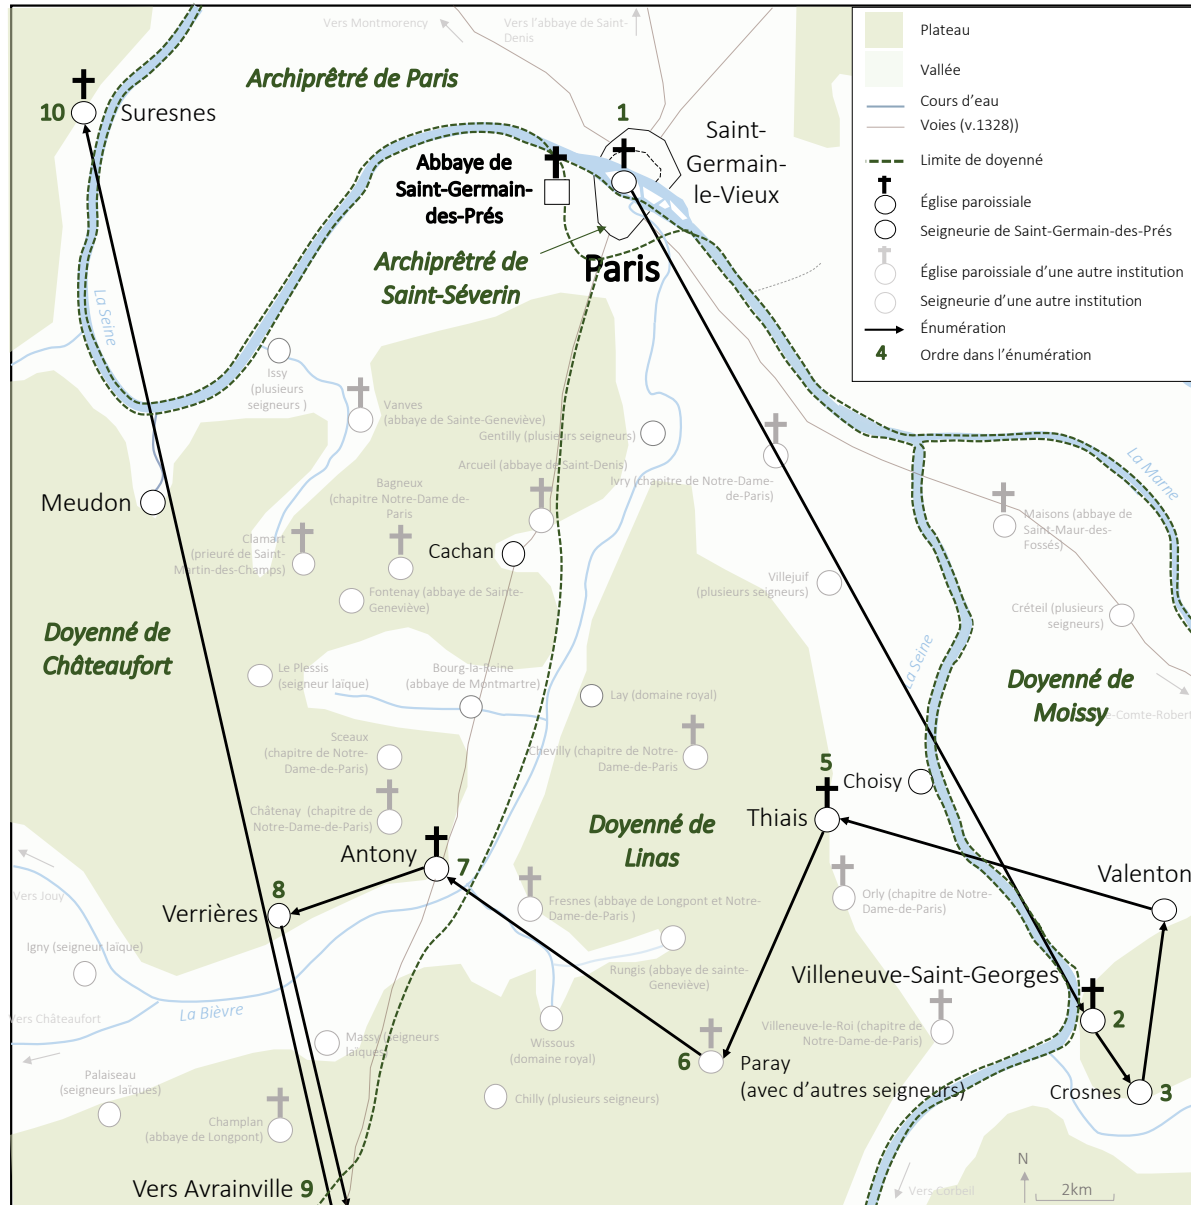 Vers Montmorency
Vers l'abbaye de Saint-
Denis
Archiprêtré de Paris
10
Suresnes
1
Saint-
Germain-
le-Vieux
Abbaye de
Saint-Germain-
des-Prés
Archiprêtré de
Saint-Séverin
Paris
Plateau
Vallée
Cours d'eau
Voies (v.1328))
Limite de doyenné
Église paroissiale
Seigneurie de Saint-Germain-des-Prés
Église paroissiale d'une autre institution
Seigneurie d'une autre institution
Énumération
4
Ordre dans l'énumération
La Seine
Issy
(plusieurs
seigneurs )
Vanves
(abbaye de Sainte-Geneviève)
Gentilly (plusieurs seigneurs)
Arcueil (abbaye de Saint-Denis)
Ivry (chapitre de Notre-Dame-
de-Paris)
La Marne
Meudon
Bagneux
(chapitre Notre-Dame de-
Paris
Maisons (abbaye de
Saint-Maur-des-
Fossés)
Clamart
(prieuré de Saint-
Martin-des-Champs)
Cachan
Fontenay (abbaye de Sainte-
Geneviève)
Villejuif
(plusieurs seigneurs)
Créteil (plusieurs
seigneurs)
Doyenné de
Châteaufort
Le Plessis
(seigneur laïque)
Bourg-la-Reine
(abbaye de Montmartre)
Lay (domaine royal)
La Seine
Doyenné de
Moissy
e-Comte-Robert
Sceaux
(chapitre de Notre-
Dame-de-Paris)
Chevilly (chapitre de Notre-
Dame-de-Paris
5
Choisy
Thiais
Châtenay (chapitre de
Notre-Dame-de-Paris)
Doyenné de
Linas
Antony
7
Valenton
Vers Jouy
8
Verrières
Fresnes (abbaye de Longpont et Notre-
Dame-de-Paris )
Orly (chapitre de Notre-
Dame-de-Paris)
Igny (seigneur laïque)
Rungis (abbaye de sainte-
Geneviève)
Villeneuve-Saint-Georges
2
La Bièvre
Vers Châteaufort
Massy (seigneurs
laïques)
Wissous
(domaine royal)
Villeneuve-le-Roi (chapitre de
Notre-Dame-de-Paris)
6
Paray
(avec d'autres seigneurs)
Palaiseau
(seigneurs laïques)
Chilly (plusieurs seigneurs)
Crosnes
3
Champlan
(abbaye de Longpont)
Vers Avrainville
9
Vers Corbeil
N
2km